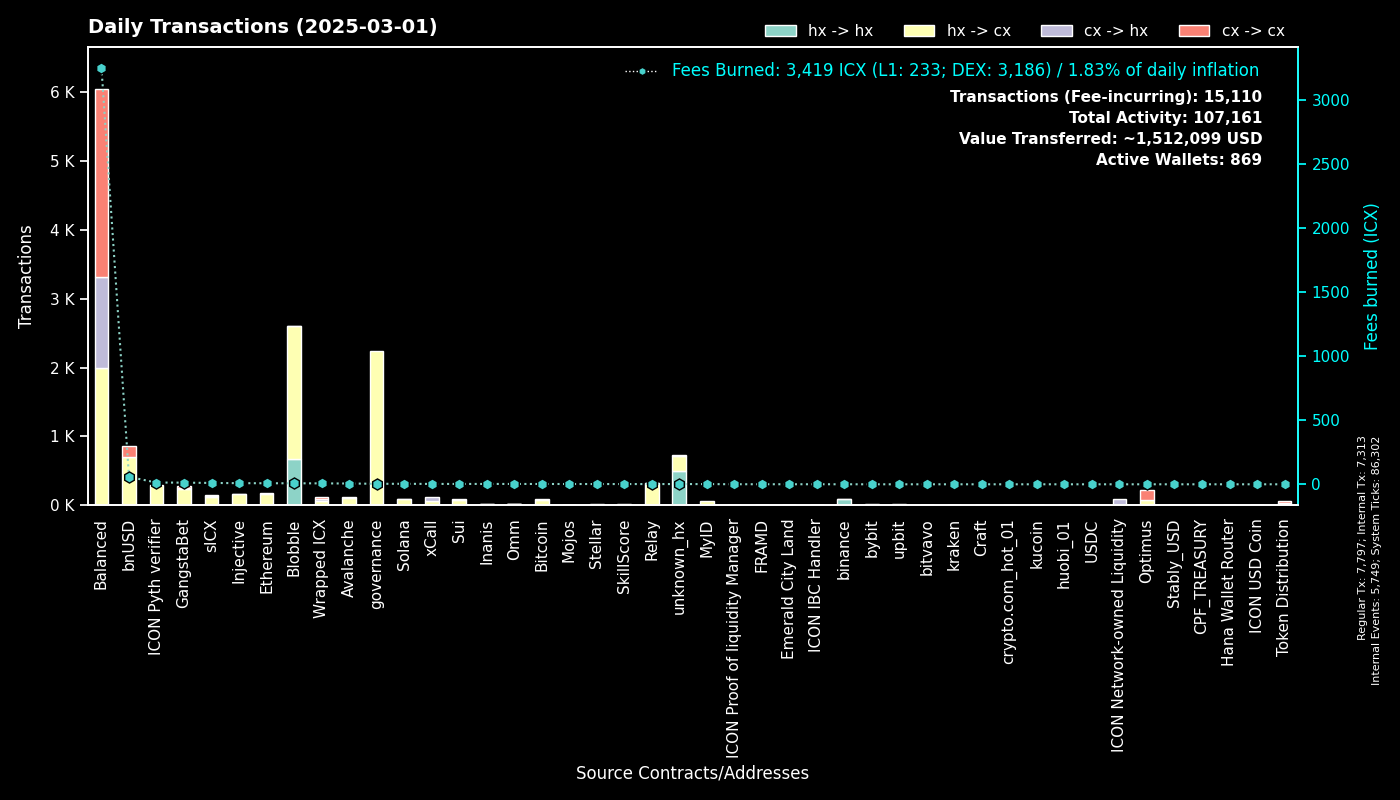 Daily Transactions (2025-03-01)
hx -> hx
hx -> cx
cx -> hx
cx -> cx
Fees Burned: 3,419 ICX (L1: 233; DEX: 3,186) / 1.83% of daily inflation
Transactions (Fee-incurring): 15,110
Total Activity: 107,161
Value Transferred: ~1,512,099 USD
Active Wallets: 869
Transactions
6 K
5 K
4 K
3 K
2 K
1 K
0 K
3000
2500
2000
1500
1000
500
0
Fees burned (ICX)
Regular Tx: 7,797; Internal Tx: 7,313
Internal Events: 5,749; System Ticks: 86,302
Balanced
bnUSD
ICON Pyth verifier
GangstaBet
sICX
Injective
Ethereum
Blobble
Wrapped ICX
Avalanche
governance
Solana
xCall
Sui
Inanis
Omm
Bitcoin
Mojos
Stellar
SkillScore
Relay
unknown_hx
MyID
ICON Proof of liquidity Manager
FRAMD
Emerald City Land
ICON IBC Handler
binance
bybit
upbit
bitvavo
kraken
Craft
crypto.com_hot_01
kucoin
huobi_01
USDC
ICON Network-owned Liquidity
Optimus
Stably_USD
CPF_TREASURY
Hana Wallet Router
ICON USD Coin
Token Distribution
Source Contracts/Addresses